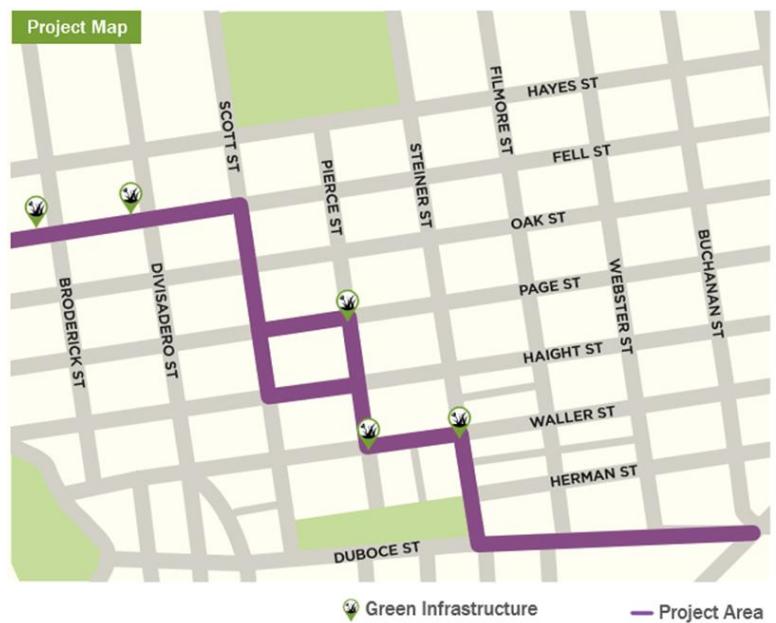 Project Map
SCOTT ST
PIERCE ST
STEINER ST
FILMORE ST
HAYES ST
FELL ST
OAK ST
PAGE ST
HAIGHT ST
WALLER ST
HERMAN ST
WEBSTER ST
BUCHANAN ST
BRODERICK ST
DIVISADERO ST
DUBOCE ST
Green Infrastructure
Project Area